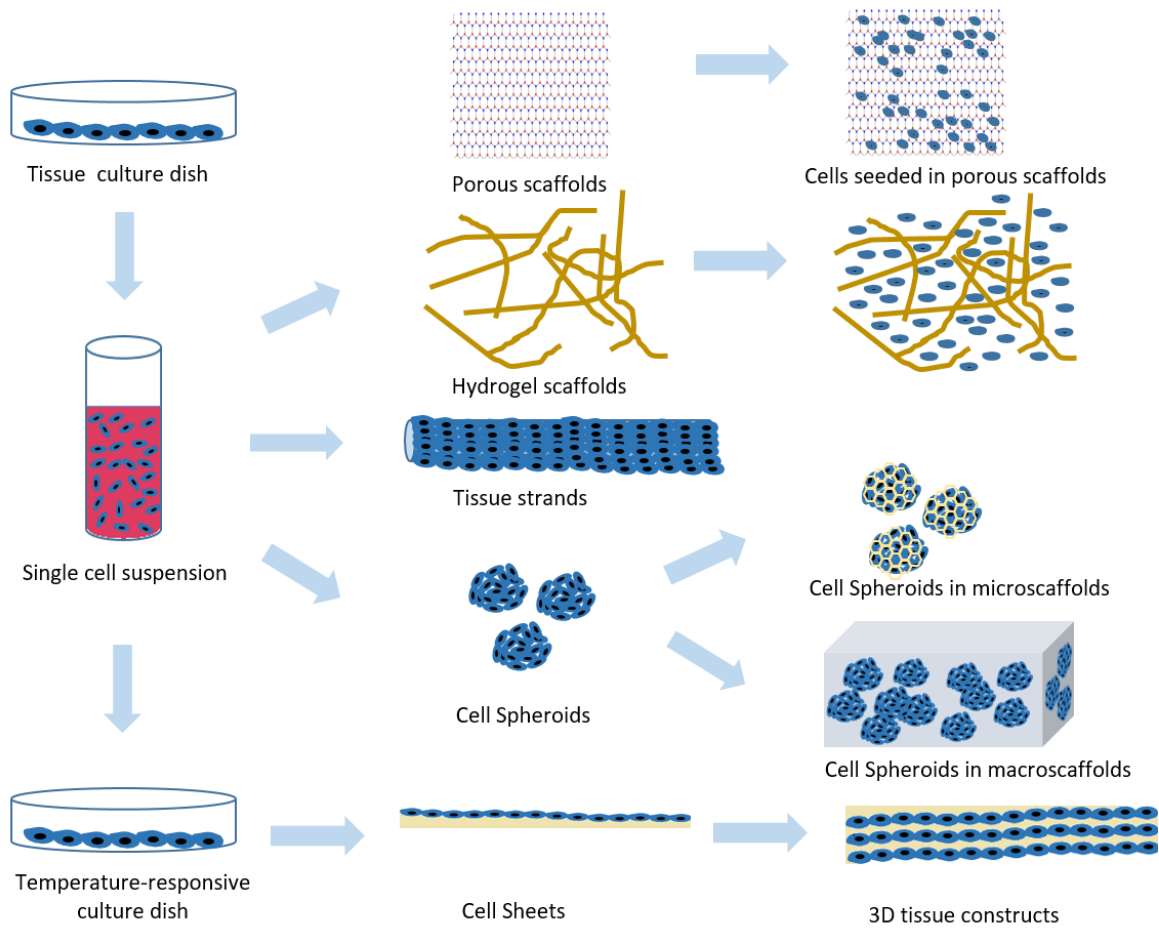 Tissue culture dish
Porous scaffolds
Cells seeded in porous scaffolds
Hydrogel scaffolds
Tissue strands
Single cell suspension
Cell Spheroids in microscaffolds
Cell Spheroids
Cell Spheroids in macroscaffolds
Temperature-responsive
culture dish
Cell Sheets
3D tissue constructs